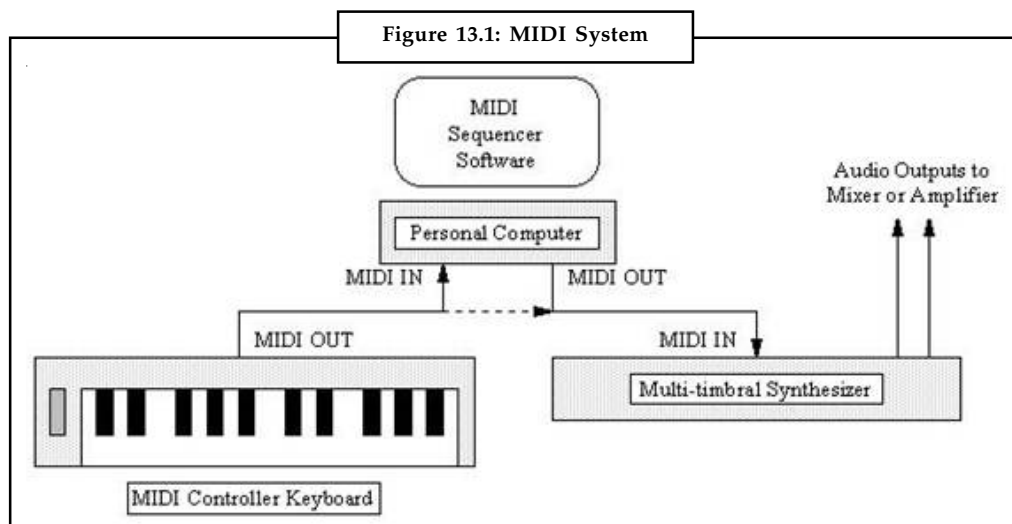 Figure 13.1: MIDI System
MIDI
Sequencer
Software
Audio Outputs to
Mixer or Amplifier
Personal Computer
MIDI IN
MIDI OUT
MIDI OUT
MIDI IN
Multi-timbral Synthesizer
MIDI Controller Keyboard